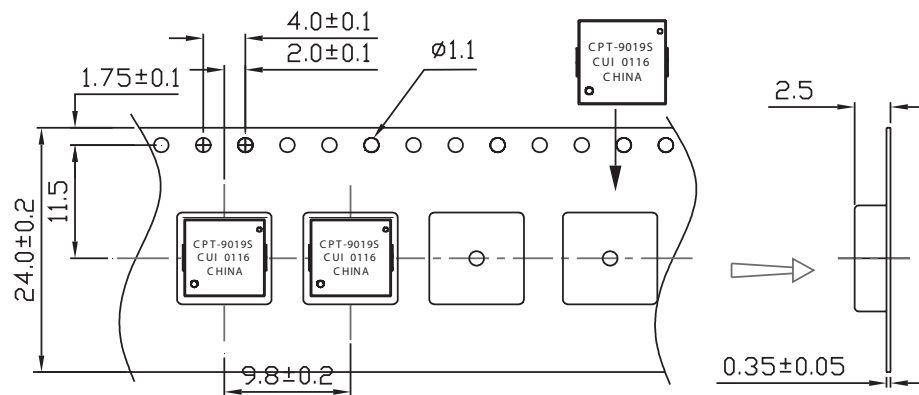 4.0±0.1
2.0±0.1
ø1.1
1.75±0.1
CPT-9019S
CUI 0116
CHINA
2.5
24.0±0.2
11.5
CPT-9019S
CUI 0116
CHINA
CPT-9019S
CUI 0116
CHINA
9.8±0.2
0.35±0.05